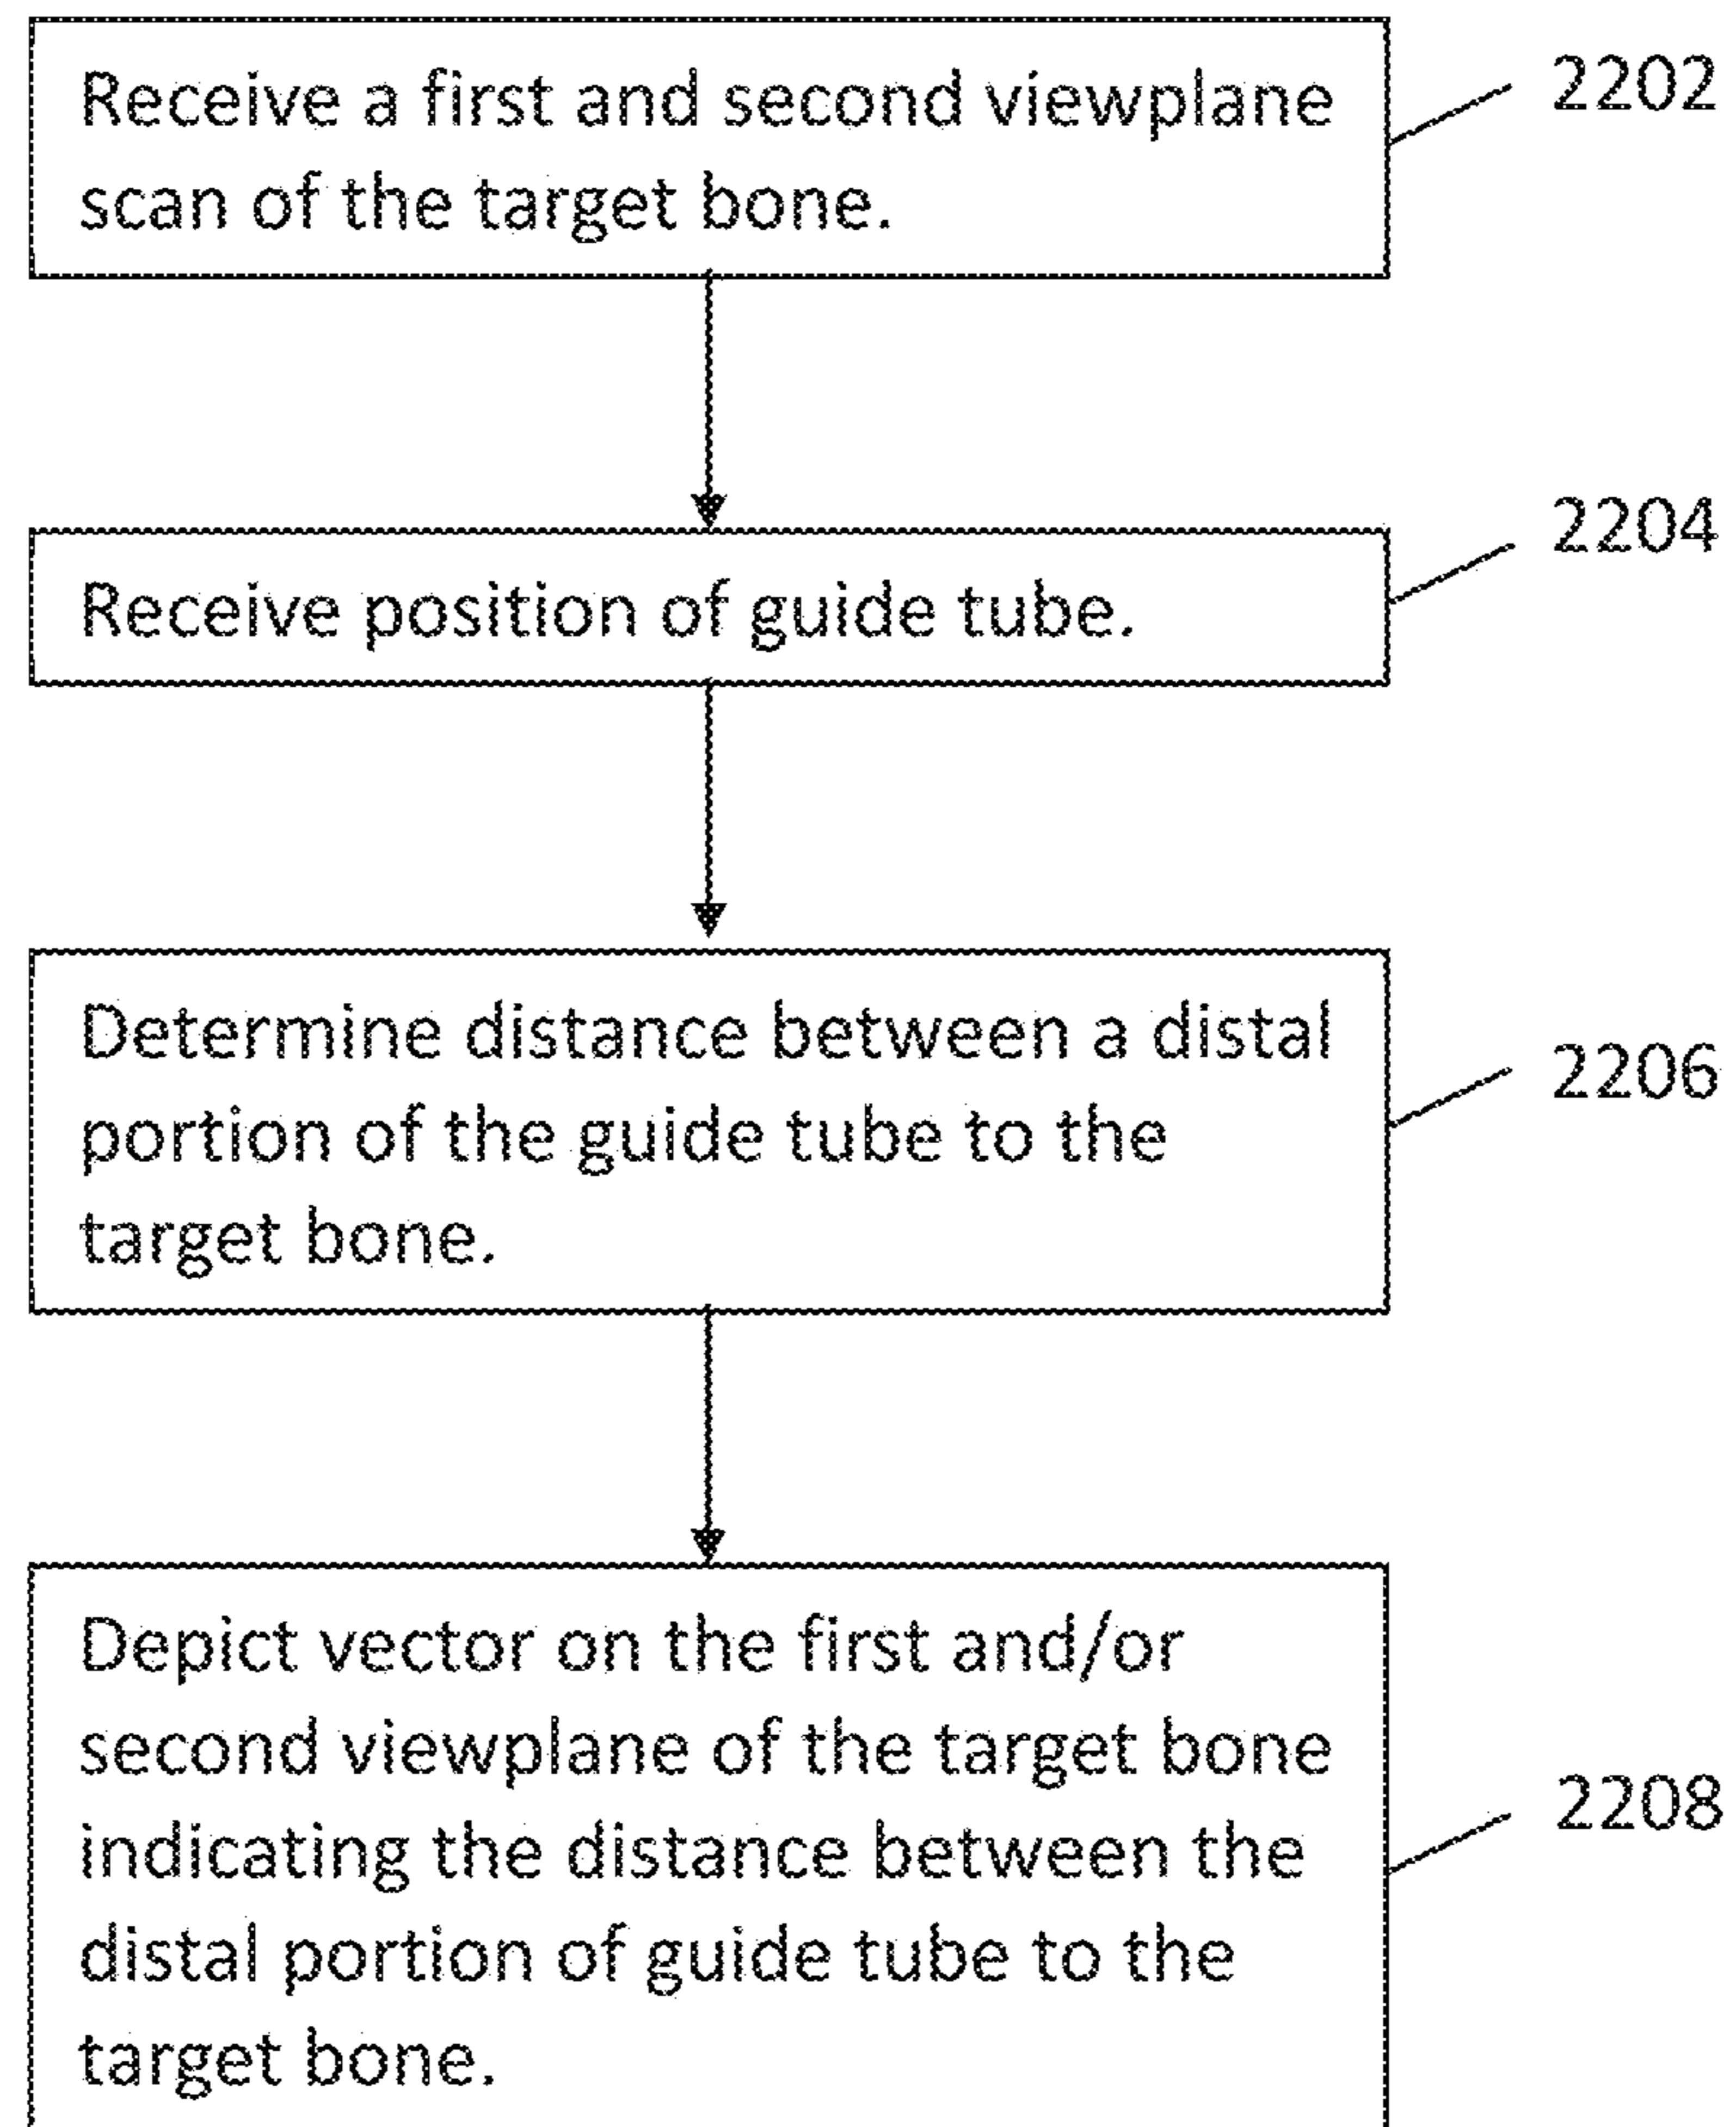 Receive a first and second viewplane
scan of the target bone.
2202
Receive position of guide tube.
2204
Determine distance between a distal
portion of the guide tube to the
target bone.
2206
Depict vector on the first and/or
second viewplane of the target bone
indicating the distance between the
distal portion of guide tube to the
target bone.
2208